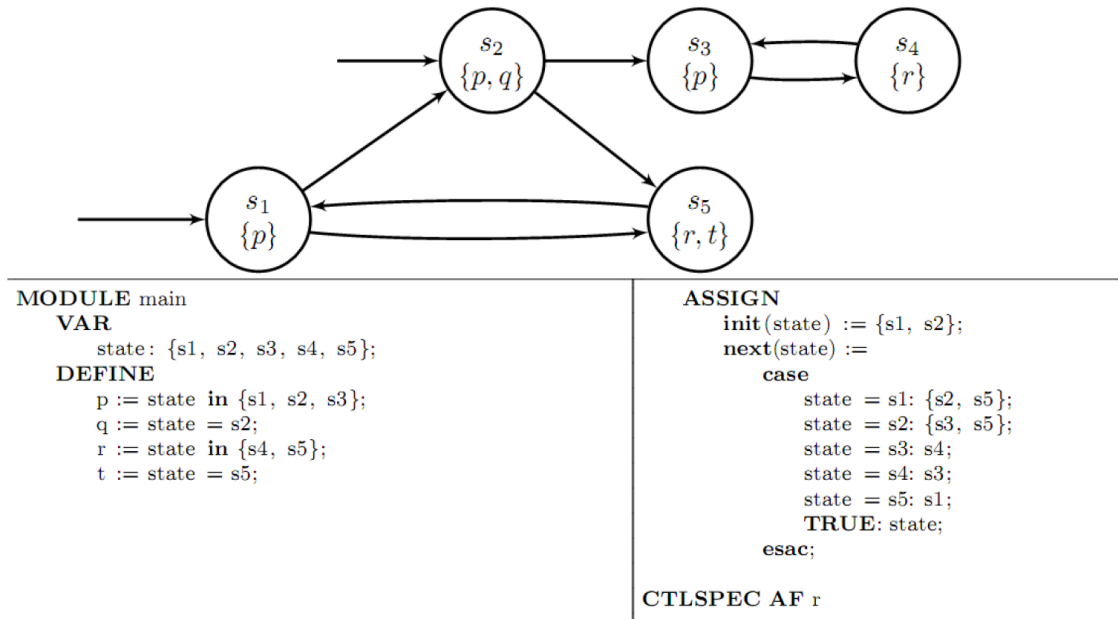 s2
{p, q}
s3
{p}
s4
{r}
s1
{p}
s5
{r, t}
MODULE main
VAR
state: {s1, s2, s3, s4, s5};
DEFINE
p := state in {s1, s2, s3};
q := state = s2;
r := state in {s4, s5};
t := state = s5;
ASSIGN
init(state) := {s1, s2};
next(state) :=
case
state = s1: {s2, s5};
state = s2: {s3, s5};
state = s3: s4;
state = s4: s3;
state = s5: s1;
TRUE: state;
esac;
CTLSPEC AF r